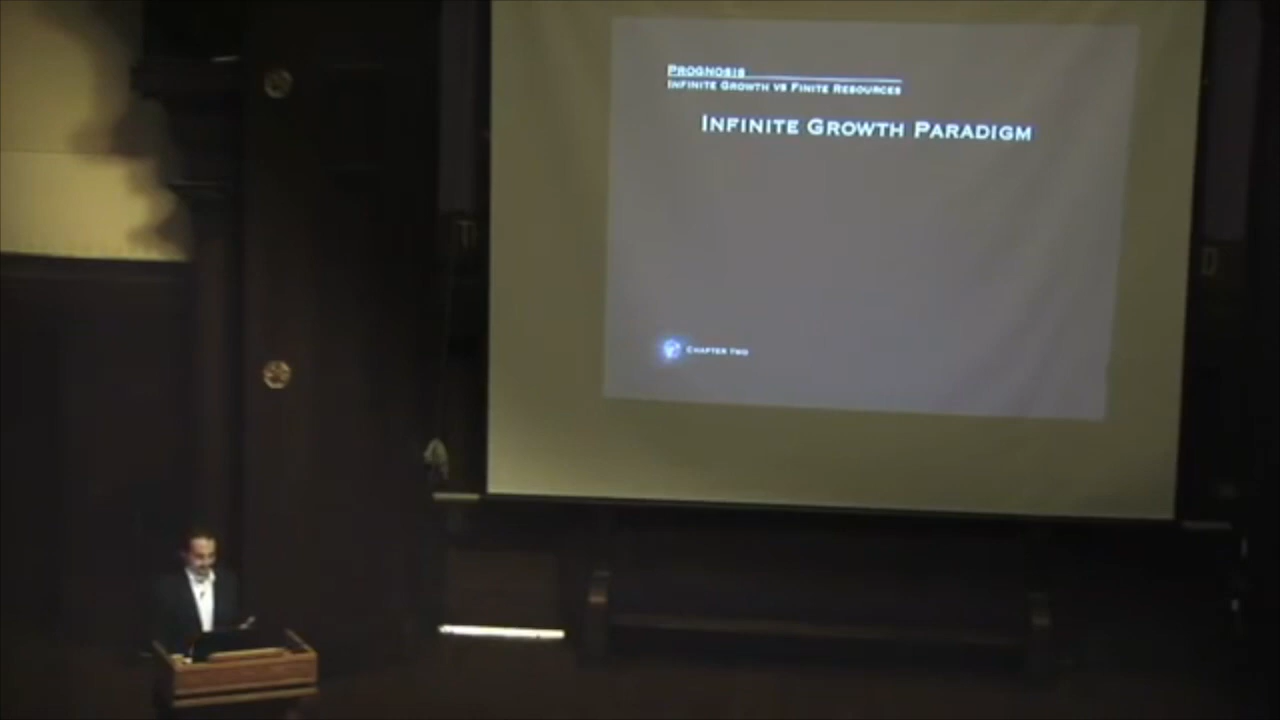 PROGNOSIS
INFINITE GROWTH VS FINITE RESOURCES
INFINITE GROWTH PARADIGM
CHAPTER TWO